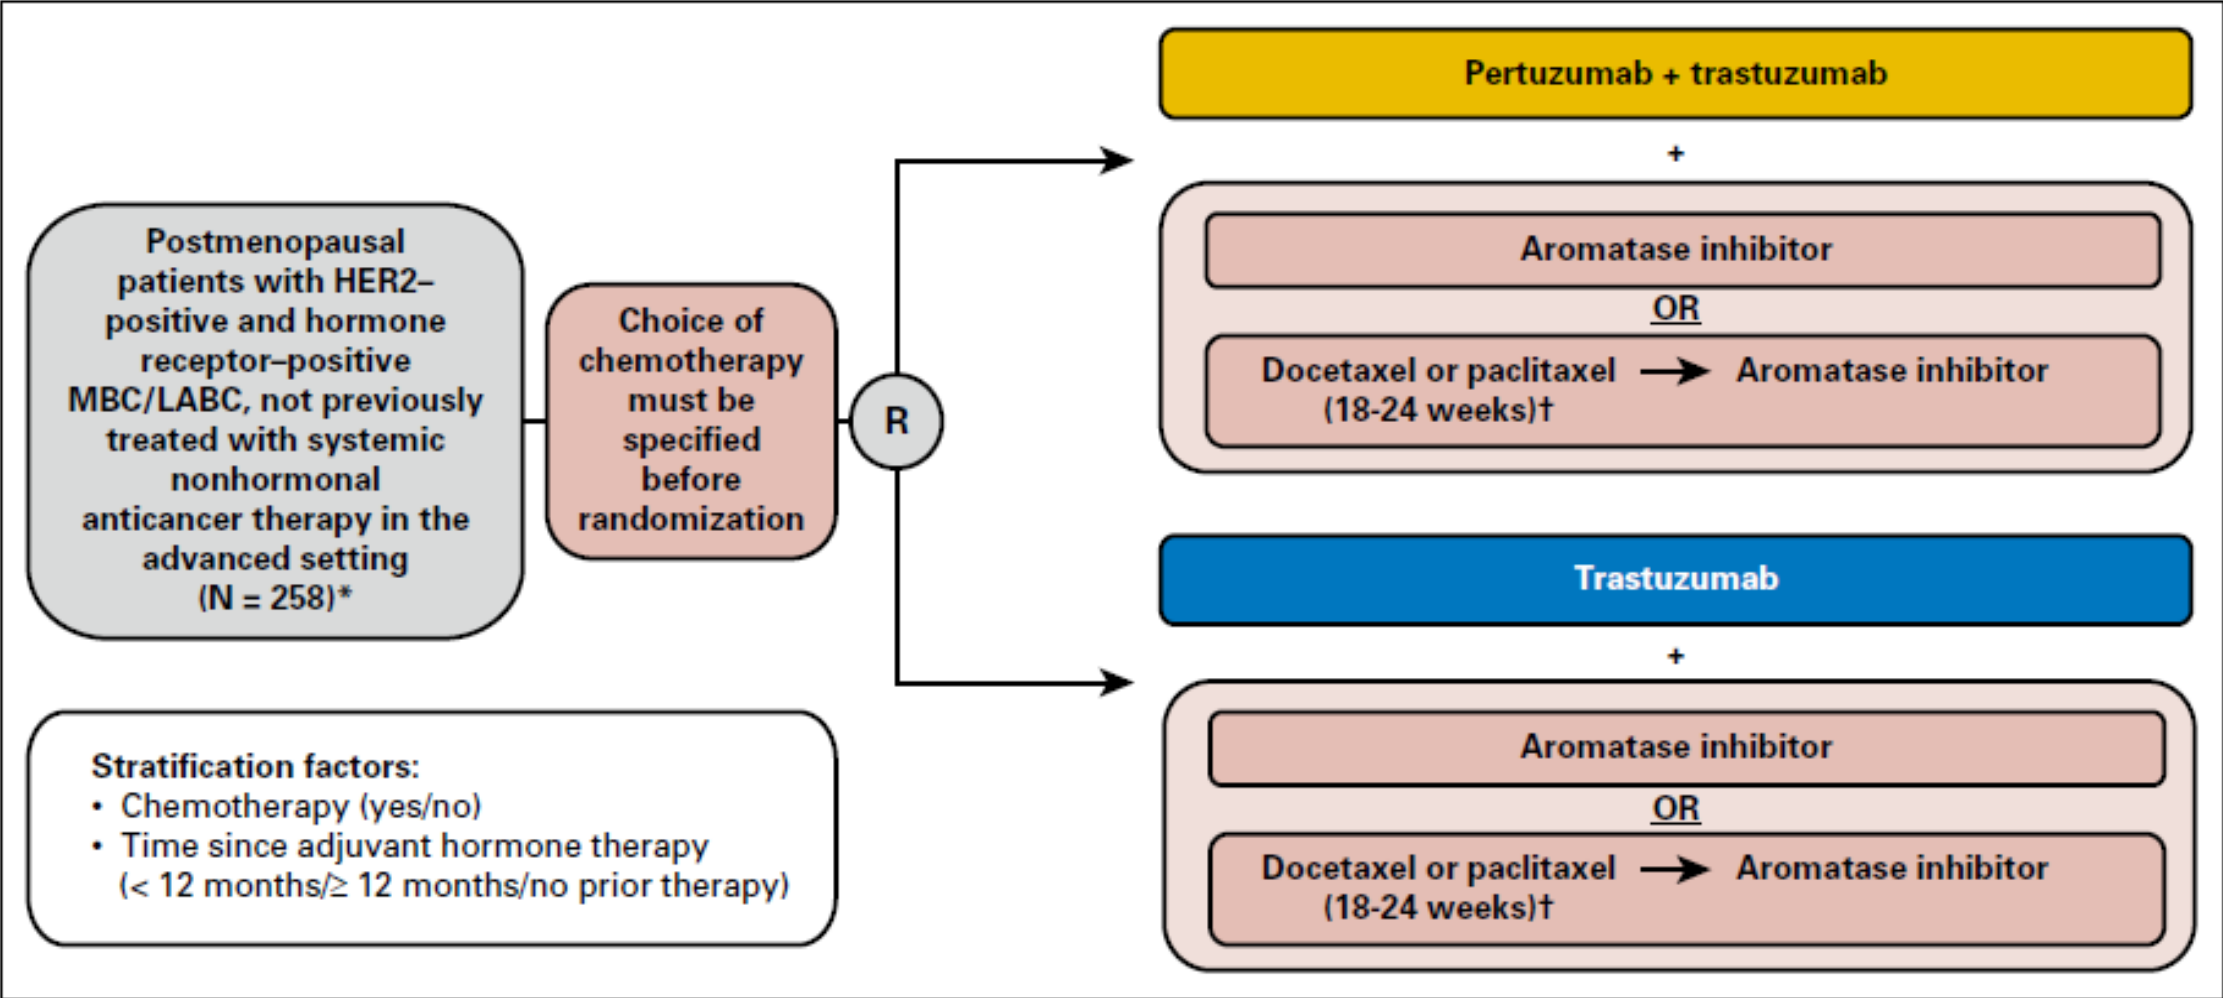 Postmenopausal
patients with HER2–
positive and hormone
receptor–positive
MBC/LABC, not previously
treated with systemic
nonhormonal
anticancer therapy in the
advanced setting
(N = 258)*
Choice of
chemotherapy
must be
specified
before
randomization
R
Pertuzumab + trastuzumab
+
Aromatase inhibitor
OR
Docetaxel or paclitaxel → Aromatase inhibitor
(18-24 weeks)†
Trastuzumab
+
Aromatase inhibitor
OR
Docetaxel or paclitaxel → Aromatase inhibitor
(18-24 weeks)†
Stratification factors:
• Chemotherapy (yes/no)
• Time since adjuvant hormone therapy
(< 12 months/≥ 12 months/no prior therapy)